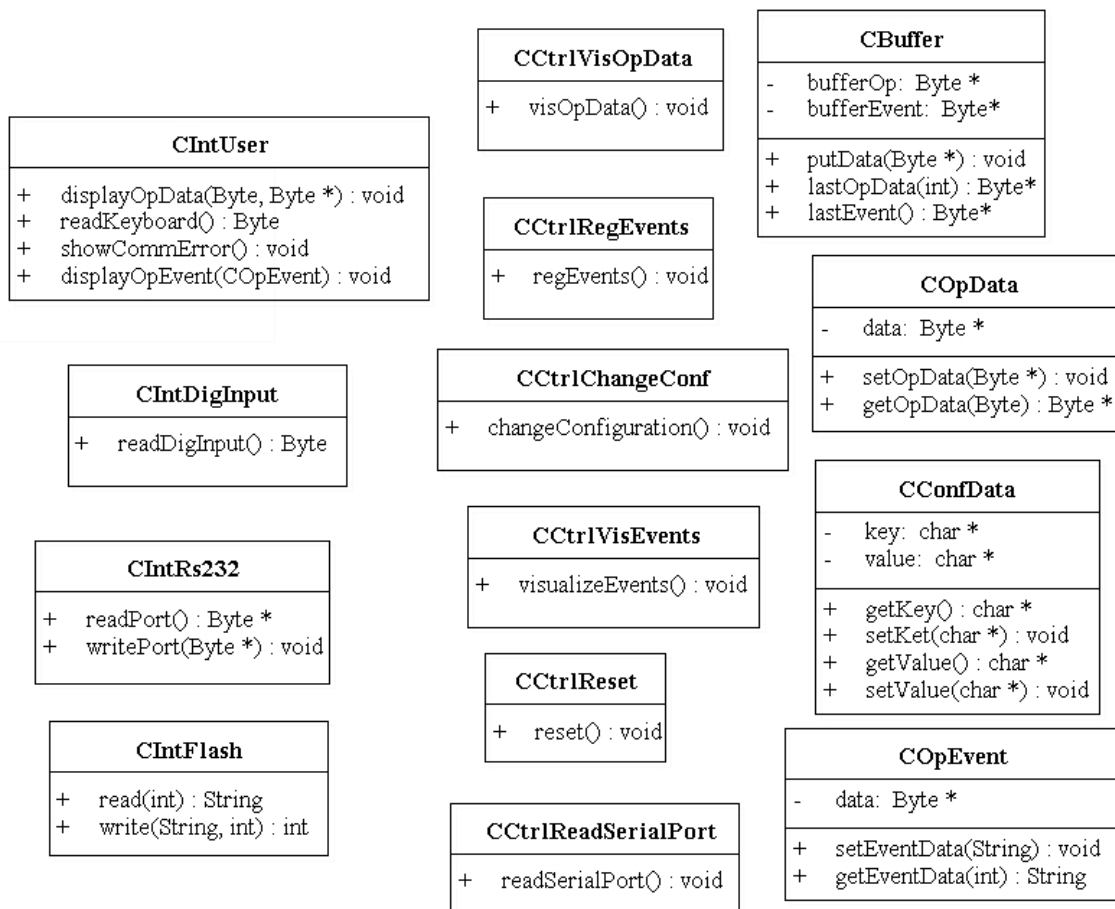 CIntUser
+ displayOpData(Byte, Byte *) : void
+ readKeyboard() : Byte
+ showCommError() : void
+ displayOpEvent(COpEvent) : void
CIntDigInput
+ readDigInput() : Byte
CIntRs232
+ readPort() : Byte *
+ writePort(Byte *) : void
CIntFlash
+ read(int) : String
+ write(String, int) : int
CCtrlVisOpData
+ visOpData() : void
CCtrlRegEvents
+ regEvents() : void
CCtrlChangeConf
+ changeConfiguration() : void
CCtrlVisEvents
+ visualizeEvents() : void
CCtrlReset
+ reset() : void
CCtrlReadSerialPort
+ readSerialPort() : void
CBuffer
- bufferOp: Byte *
- bufferEvent: Byte*
+ putData(Byte *) : void
+ lastOpData(int) : Byte*
+ lastEvent() : Byte*
COpData
- data: Byte *
+ setOpData(Byte *) : void
+ getOpData(Byte) : Byte *
CConfData
- key: char *
- value: char *
+ getKey() : char *
+ setKet(char *) : void
+ getValue() : char *
+ setValue(char *) : void
COpEvent
- data: Byte *
+ setEventData(String) : void
+ getEventData(int) : String